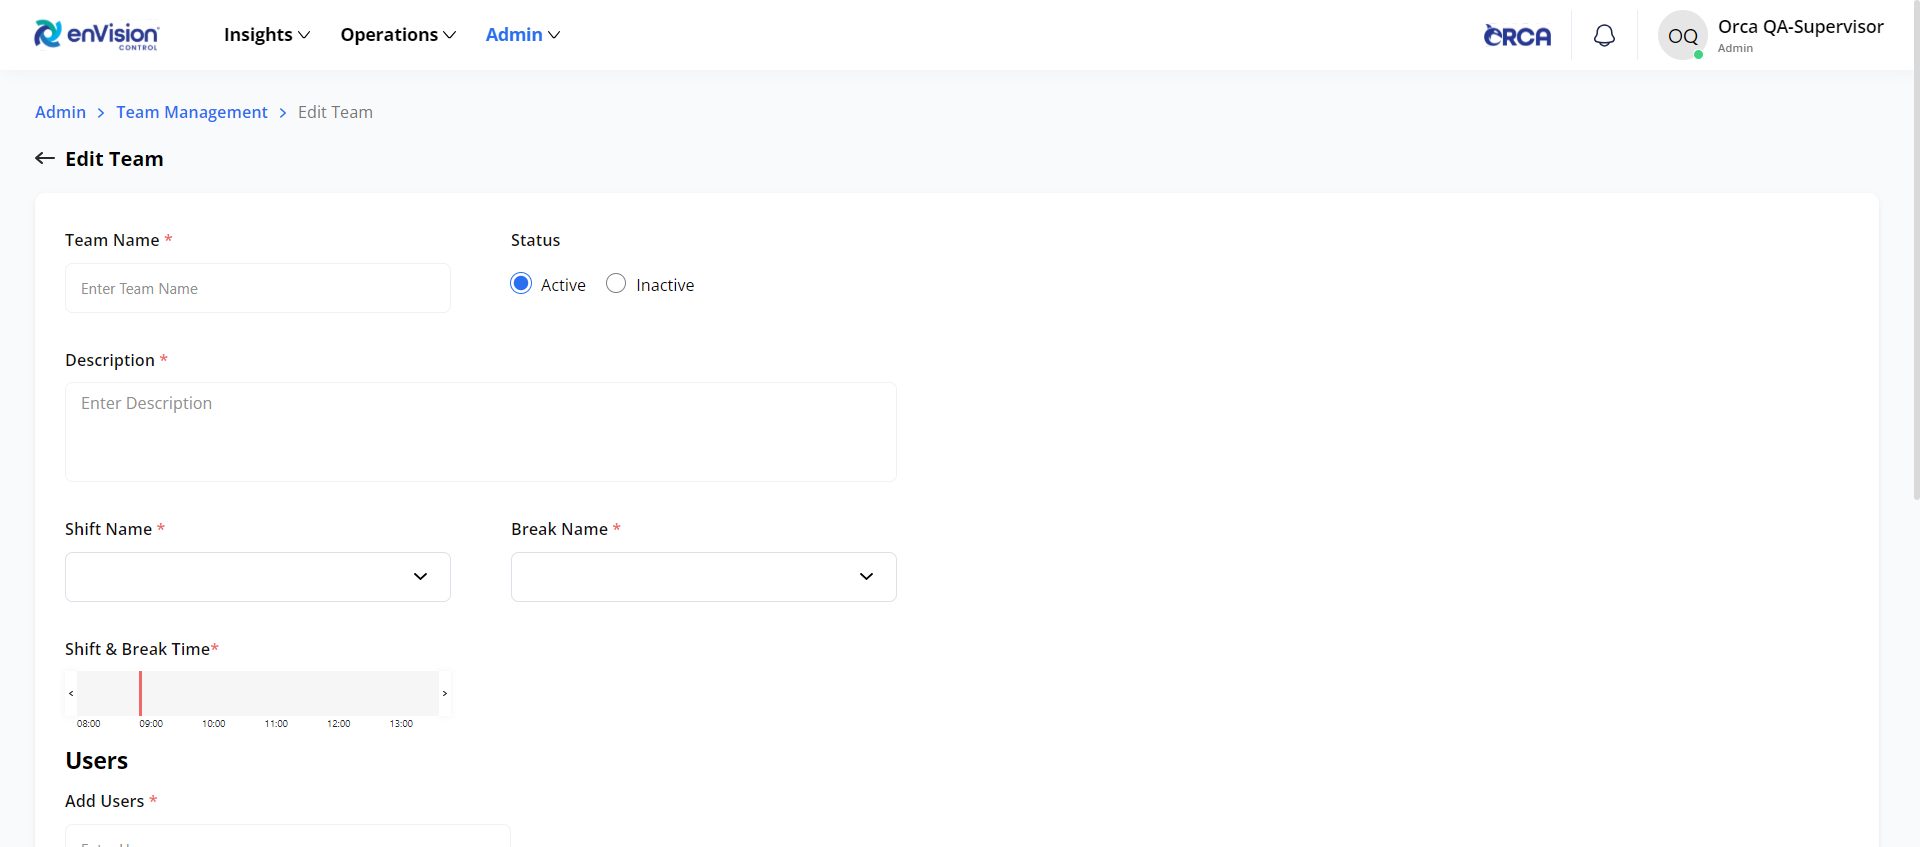 enVision CONTROL
Insights Operations Admin
ORCA
OQ
Orca QA-Supervisor
Admin
Admin > Team Management > Edit Team
Edit Team
Team Name *
Status
Enter Team Name
Active Inactive
Description *
Enter Description
Shift Name *
Break Name *
Shift & Break Time*
< >
08:00 09:00 10:00 11:00 12:00 13:00
Users
Add Users *